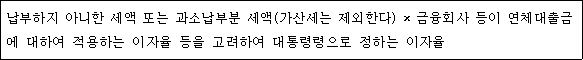 납부하지 아니한 세액 또는 과소납부분 세액(가산세는 제외한다) × 금융회사 등이 연체대출금
에 대하여 적용하는 이자율 등을 고려하여 대통령령으로 정하는 이자율